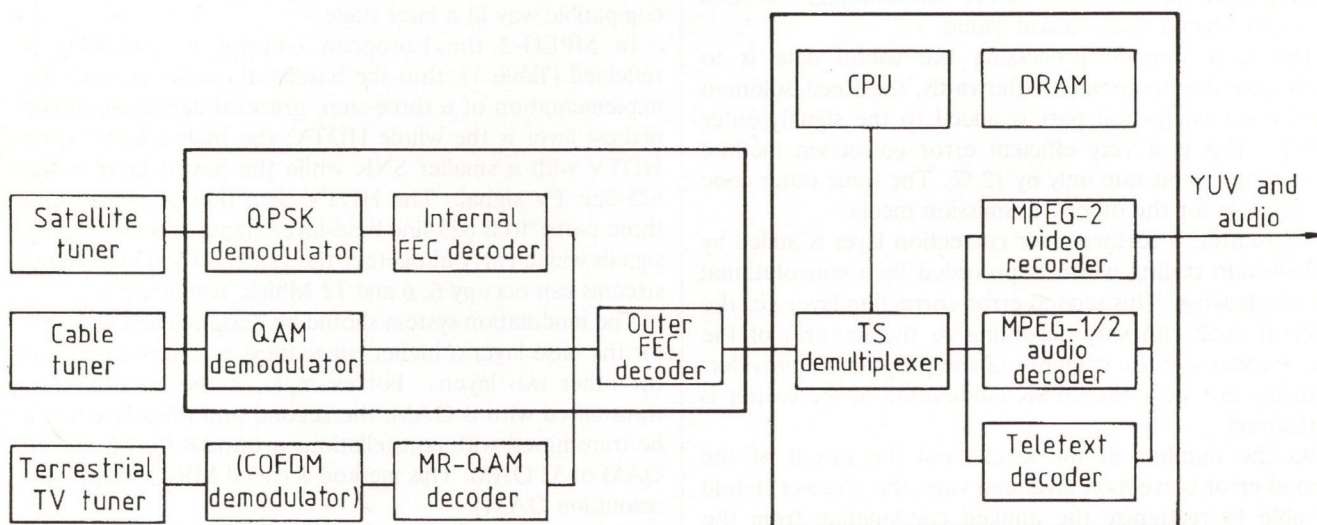 CPU
DRAM
YUV and
audio
Satellite
tuner
QPSK
demodulator
Internal
FEC decoder
MPEG-2
video
recorder
Cable
tuner
QAM
demodulator
Outer
FEC
decoder
TS
demultiplexer
MPEG-1/2
audio
decoder
Terrestrial
TV tuner
(COFDM
demodulator)
MR-QAM
decoder
Teletext
decoder